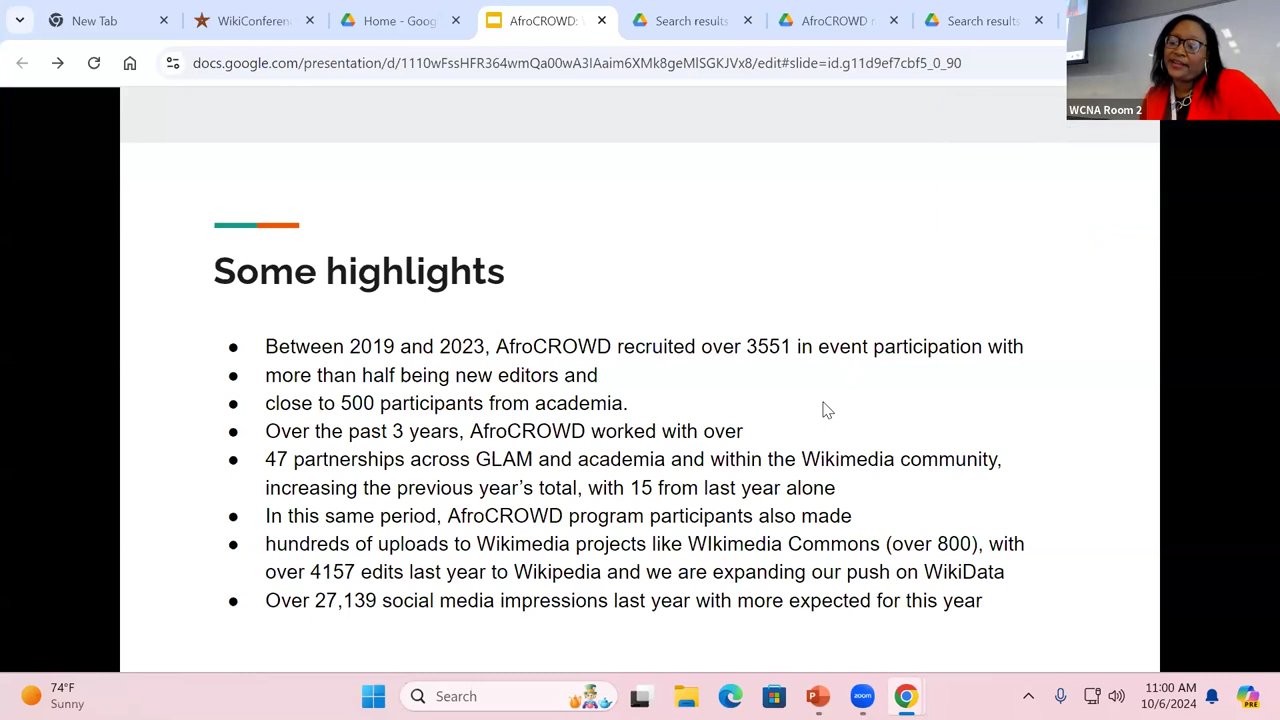 New Tab
WikiConferen
Home - Goog
AfroCROWD:
Search results
AfroCROWD r
Search results
docs.google.com/presentation/d/1110wFssHFR364wmQa00wA3IAaim6XMk8geMISGKJVx8/edit#slide=id.g11d9ef7cbf5_0_90
WCNA Room 2
Some highlights
● Between 2019 and 2023, AfroCROWD recruited over 3551 in event participation with
● more than half being new editors and
● close to 500 participants from academia.
● Over the past 3 years, AfroCROWD worked with over
● 47 partnerships across GLAM and academia and within the Wikimedia community,
increasing the previous year's total, with 15 from last year alone
● In this same period, AfroCROWD program participants also made
● hundreds of uploads to Wikimedia projects like WIkimedia Commons (over 800), with
over 4157 edits last year to Wikipedia and we are expanding our push on WikiData
● Over 27,139 social media impressions last year with more expected for this year
74°F
Sunny
Search
zoom
PRE
11:00 AM
10/6/2024